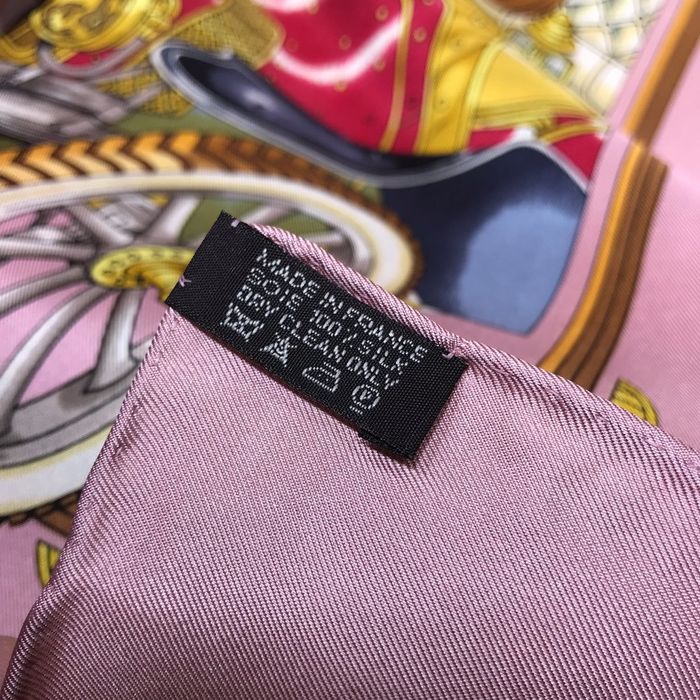 MADE IN FRANCE
SOIE 100% SILK
DRY CLEAN ONLY
P